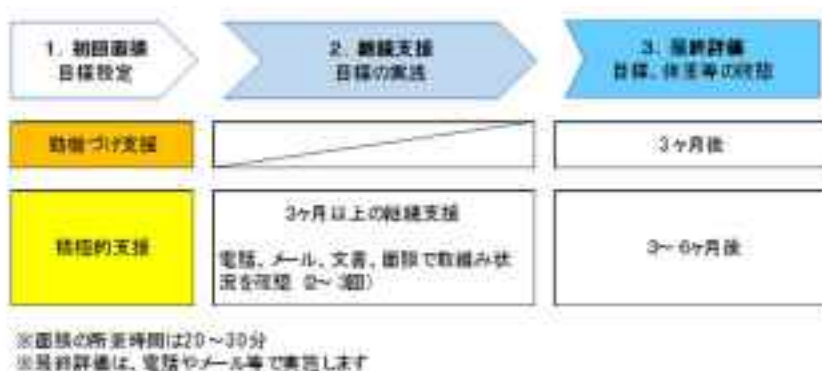 1. 初回面談
目標設定
2. 継続支援
目標の実践
3. 最終評価
目標、体重等の確認
動機づけ支援
3ヶ月後
積極的支援
3ヶ月以上の継続支援
電話、メール、文書、面談で取組み状
況を確認（2～3回）
3～6ヶ月後
※面談の所要時間は20～30分
※最終評価は、電話やメール等で実施します